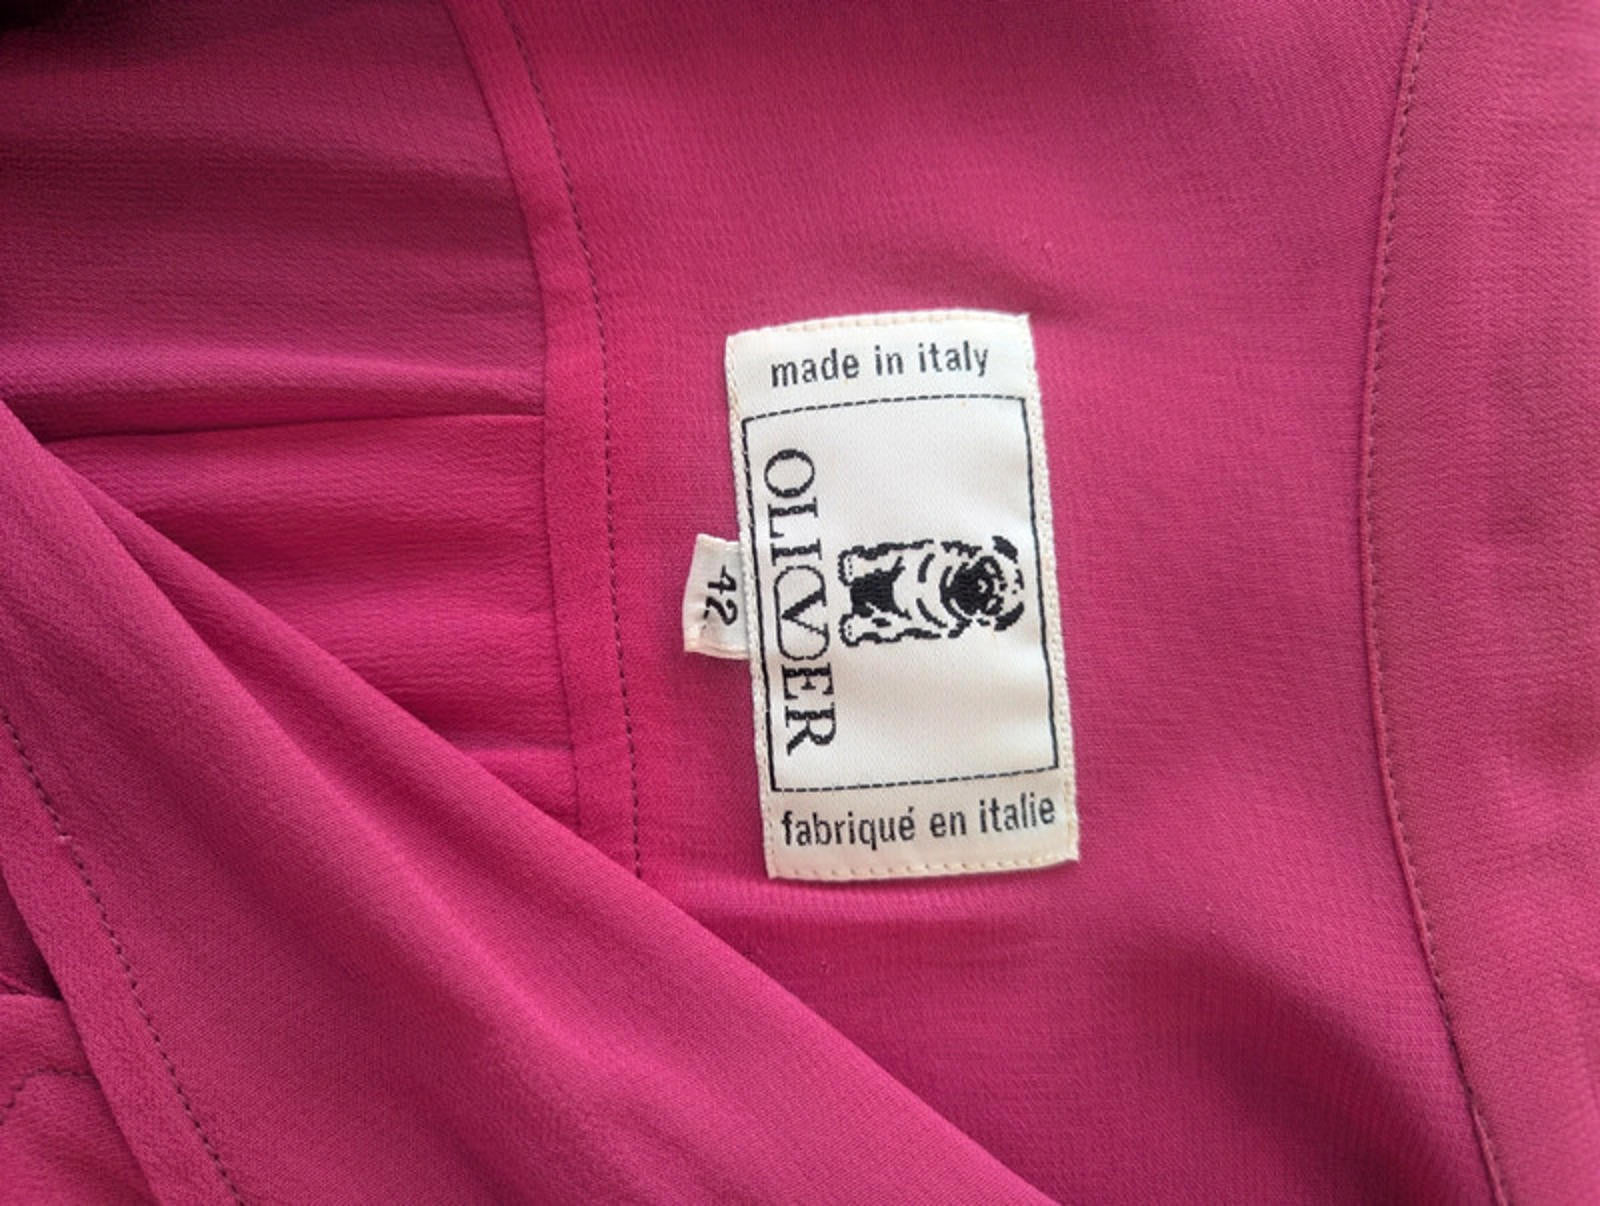 made in italy
OLIVER
42
fabriqué en italie